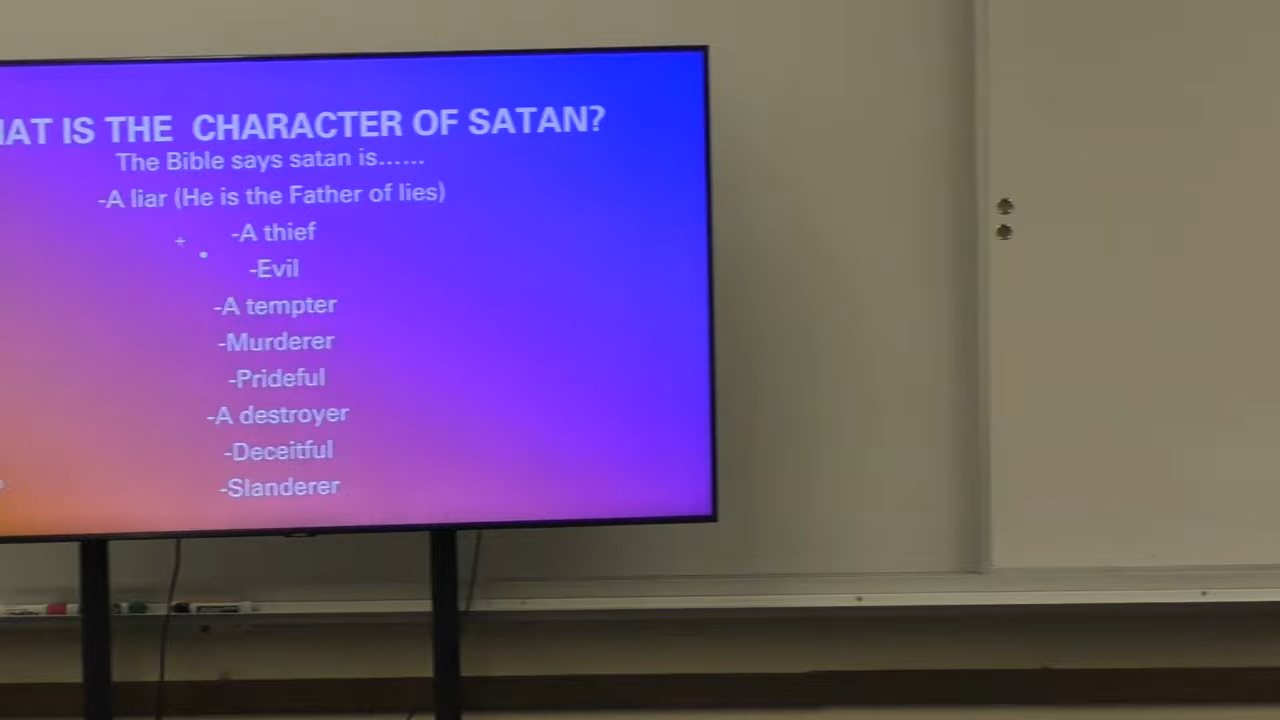 IS THE CHARACTER OF SATAN?
The Bible says satan is......
-A liar (He is the Father of lies)
-A thief
-Evil
-A tempter
-Murderer
-Prideful
-A destroyer
-Deceitful
-Slanderer